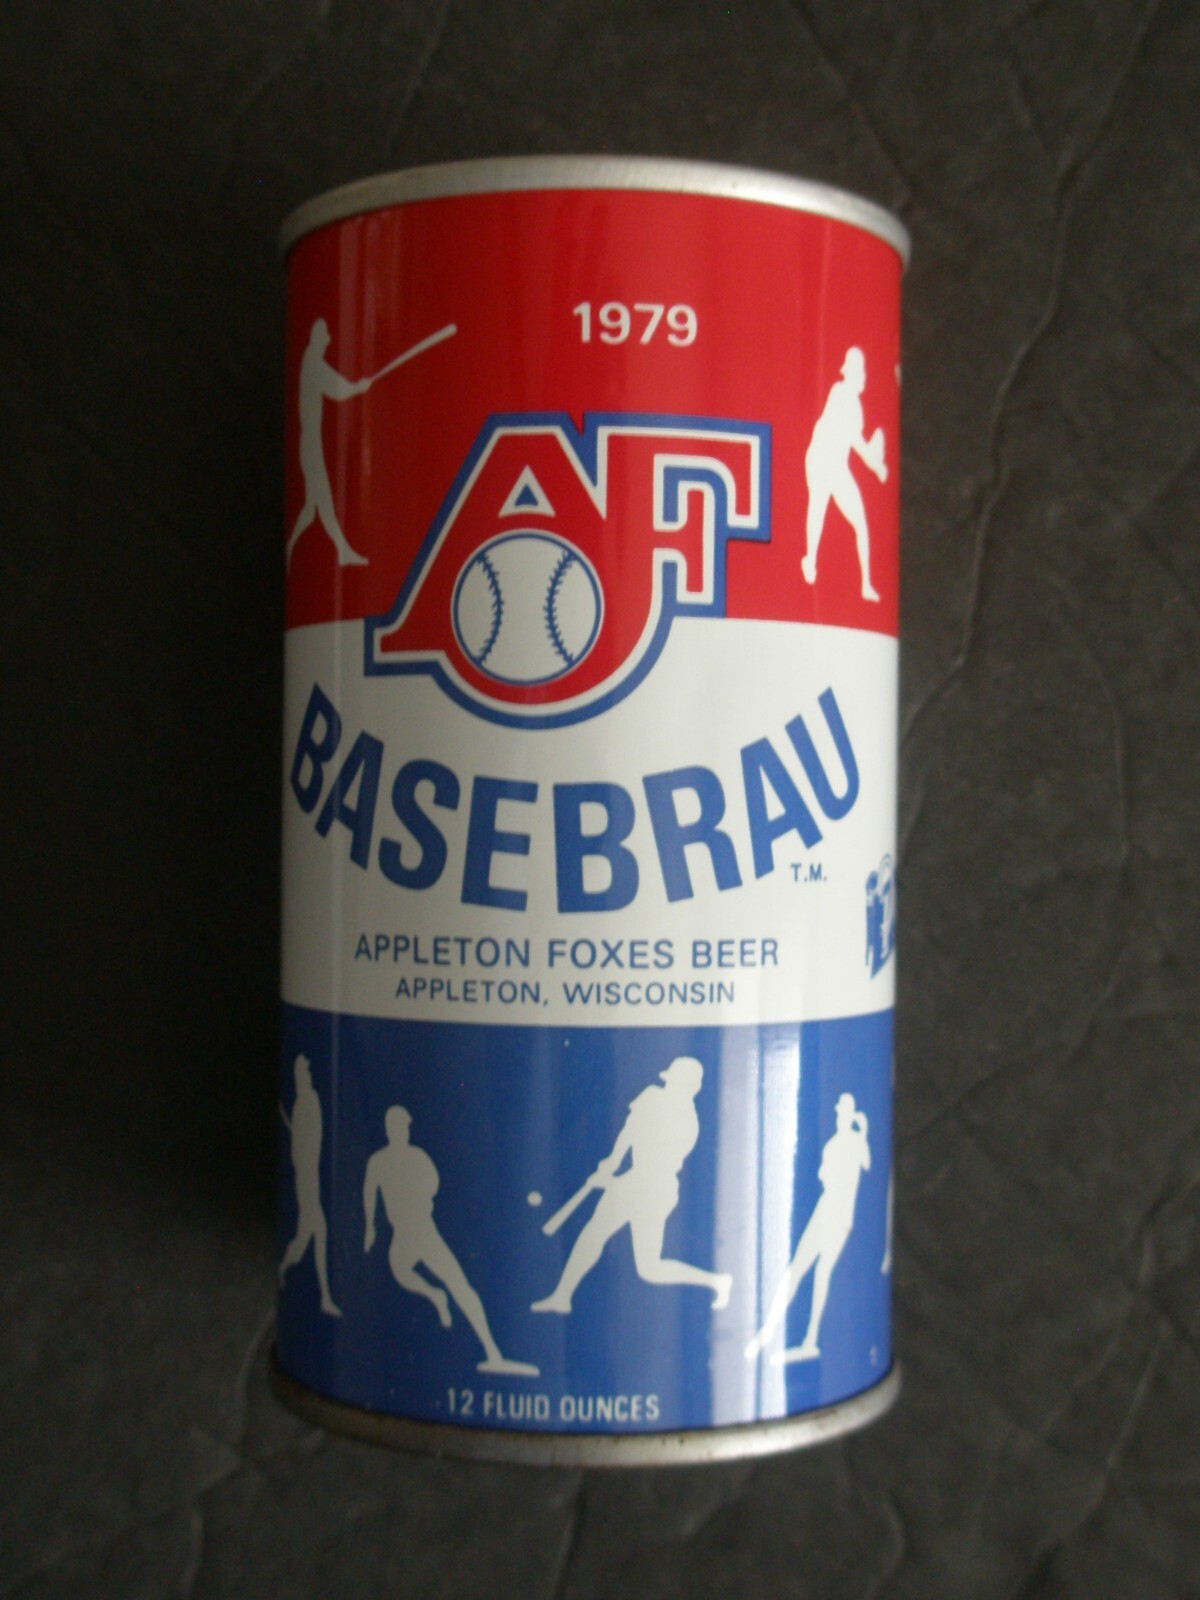 1979
AF
BASEBRAU
T.M.
APPLETON FOXES BEER
APPLETON, WISCONSIN
12 FLUID OUNCES